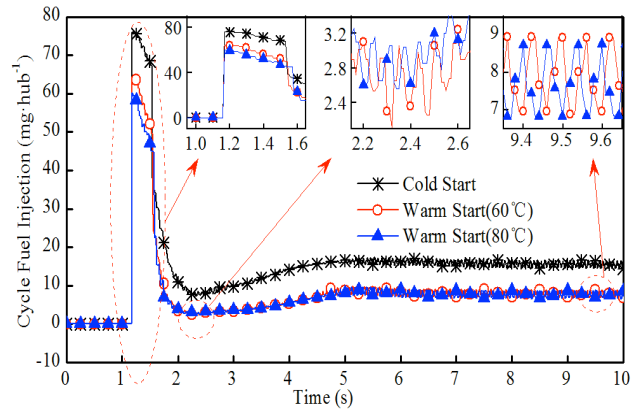 80
70
60
50
40
30
20
10
0
-10
Cycle Fuel Injection (mg·hub⁻¹)
80
40
0
1.0 1.2 1.4 1.6
3.2
2.8
2.4
2.2 2.4 2.6
9
8
7
9.4 9.5 9.6
Cold Start
Warm Start(60℃)
Warm Start(80℃)
0 1 2 3 4 5 6 7 8 9 10
Time (s)